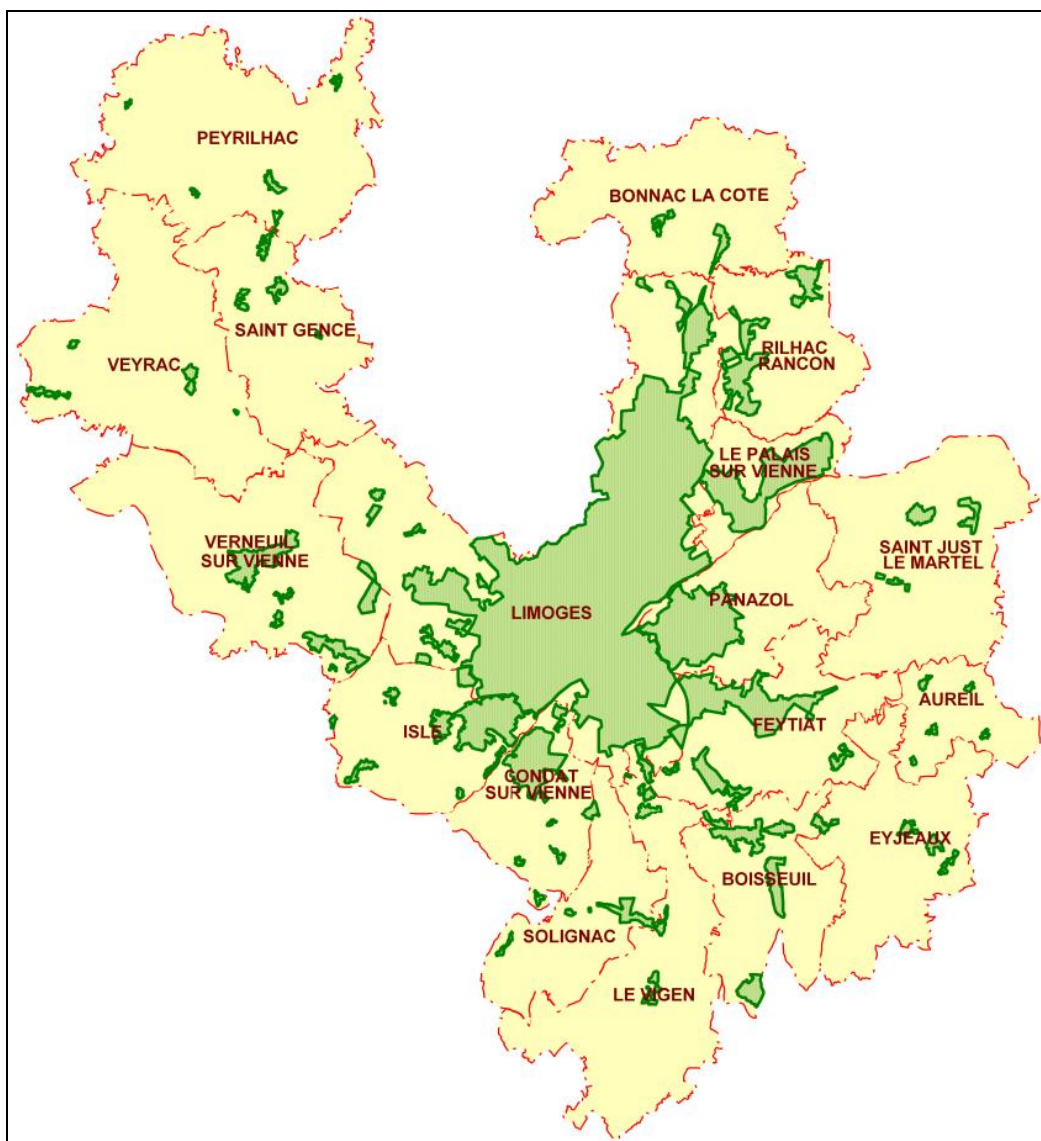 PEYRILHAC
BONNAC LA COTE
SAINT GENCE
VEYRAC
RILHAC
RANCON
LE PALAIS
SUR VIENNE
VERNEUIL
SUR VIENNE
SAINT JUST
LE MARTEL
LIMOGES
PANAZOL
AUREIL
FEYTIAT
ISLE
CONDAT
SUR VIENNE
EYJEAUX
BOISSEUIL
SOLIGNAC
LE VIGEN